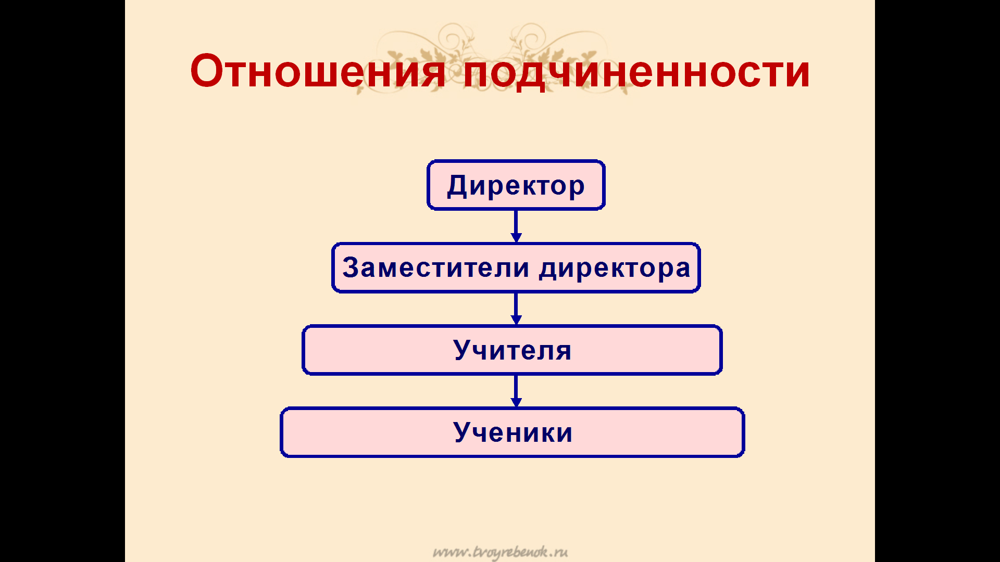 Отношения подчиненности
Директор
Заместители директора
Учителя
Ученики
www.tvoyrebenok.ru